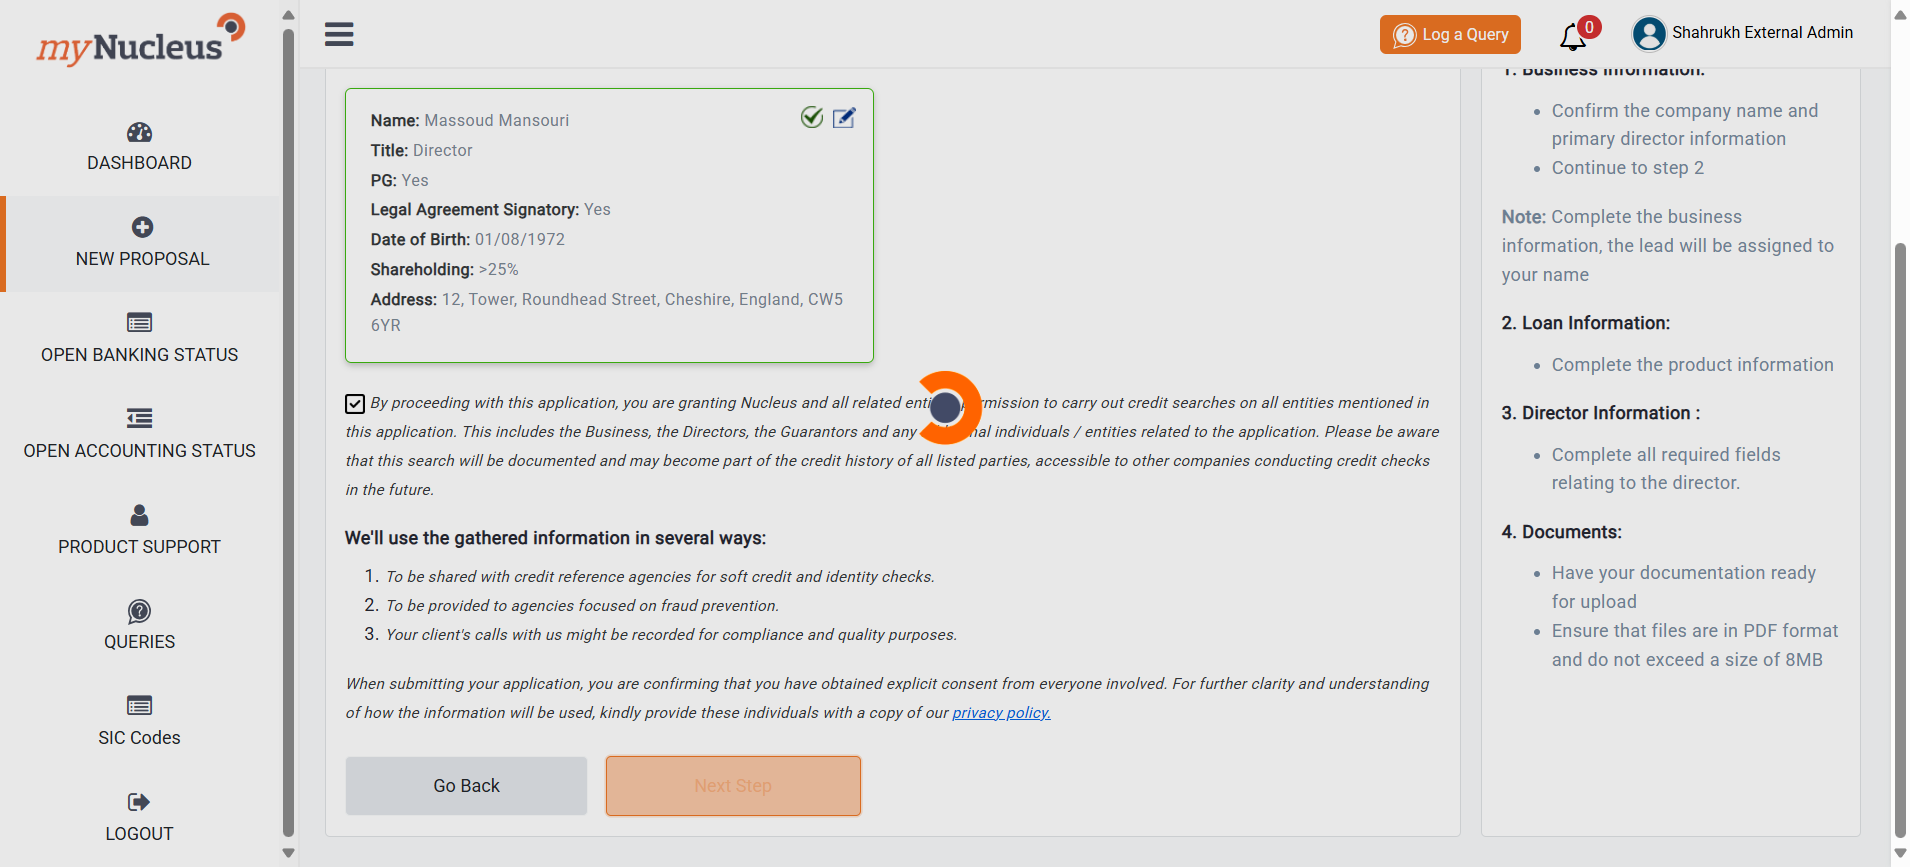 myNucleus
Log a Query
0
Shahrukh External Admin
DASHBOARD
NEW PROPOSAL
OPEN BANKING STATUS
OPEN ACCOUNTING STATUS
PRODUCT SUPPORT
QUERIES
SIC Codes
LOGOUT
Name: Massoud Mansouri
Title: Director
PG: Yes
Legal Agreement Signatory: Yes
Date of Birth: 01/08/1972
Shareholding: >25%
Address: 12, Tower, Roundhead Street, Cheshire, England, CW5
6YR
By proceeding with this application, you are granting Nucleus and all related permission to carry out credit searches on all entities mentioned in
this application. This includes the Business, the Directors, the Guarantors and any individuals / entities related to the application. Please be aware
that this search will be documented and may become part of the credit history of all listed parties, accessible to other companies conducting credit checks
in the future.
We'll use the gathered information in several ways:
1. To be shared with credit reference agencies for soft credit and identity checks.
2. To be provided to agencies focused on fraud prevention.
3. Your client's calls with us might be recorded for compliance and quality purposes.
When submitting your application, you are confirming that you have obtained explicit consent from everyone involved. For further clarity and understanding
of how the information will be used, kindly provide these individuals with a copy of our privacy policy.
Go Back
Next Step
1. Business Information:
• Confirm the company name and
primary director information
• Continue to step 2
Note: Complete the business
information, the lead will be assigned to
your name
2. Loan Information:
• Complete the product information
3. Director Information :
• Complete all required fields
relating to the director.
4. Documents:
• Have your documentation ready
for upload
• Ensure that files are in PDF format
and do not exceed a size of 8MB